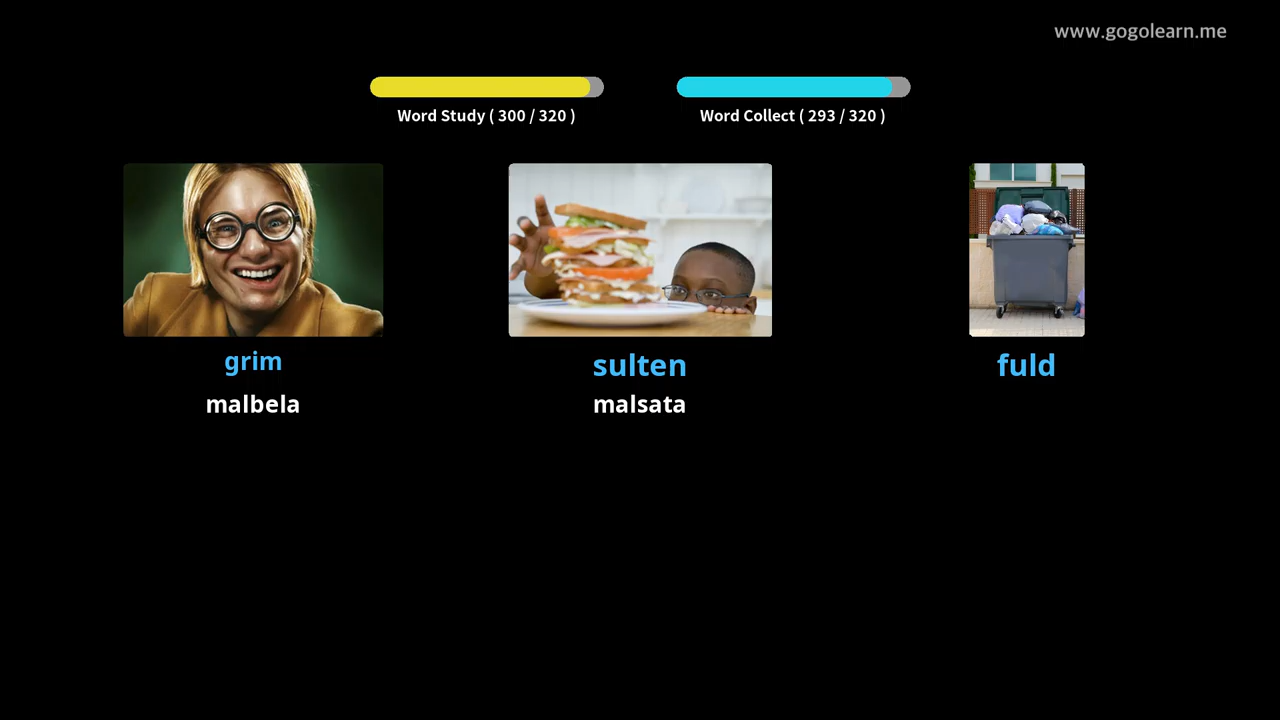 www.gogolearn.me
Word Study ( 300 / 320 )
Word Collect ( 293 / 320 )
grim
sulten
fuld
malbela
malsata